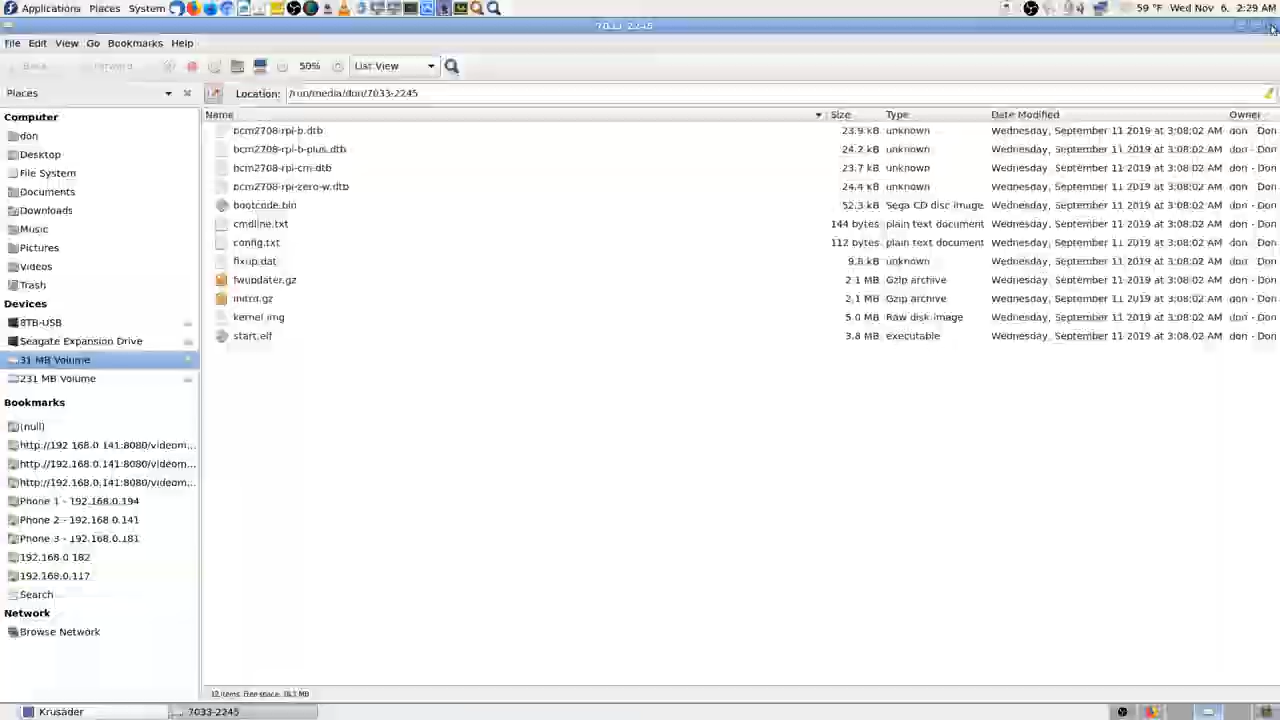 Applications Places System 59 °F Wed Nov 6, 2:29 AM
7033-2245
File Edit View Go Bookmarks Help
Back Forward 50% List View
Places Location: /run/media/don/7033-2245
Name Size Type Date Modified Owner
Computer
don
Desktop
File System
Documents
Downloads
Music
Pictures
Videos
Trash
Devices
8TB-USB
Seagate Expansion Drive
31 MB Volume
231 MB Volume
Bookmarks
(null)
http://192.168.0.141:8080/videom...
http://192.168.0.141:8080/videom...
http://192.168.0.141:8080/videom...
Phone 1 - 192.168.0.194
Phone 2 - 192.168.0.141
Phone 3 - 192.168.0.181
192.168.0.182
192.168.0.117
Search
Network
Browse Network
bcm2708-rpi-b.dtb 23.9 kB unknown Wednesday, September 11 2019 at 3:08:02 AM don - Don
bcm2708-rpi-b-plus.dtb 24.2 kB unknown Wednesday, September 11 2019 at 3:08:02 AM don - Don
bcm2708-rpi-cm.dtb 23.7 kB unknown Wednesday, September 11 2019 at 3:08:02 AM don - Don
bcm2708-rpi-zero-w.dtb 24.4 kB unknown Wednesday, September 11 2019 at 3:08:02 AM don - Don
bootcode.bin 52.3 kB Sega CD disc image Wednesday, September 11 2019 at 3:08:02 AM don - Don
cmdline.txt 144 bytes plain text document Wednesday, September 11 2019 at 3:08:02 AM don - Don
config.txt 112 bytes plain text document Wednesday, September 11 2019 at 3:08:02 AM don - Don
fixup.dat 9.8 kB unknown Wednesday, September 11 2019 at 3:08:02 AM don - Don
fwupdater.gz 2.1 MB Gzip archive Wednesday, September 11 2019 at 3:08:02 AM don - Don
initrd.gz 2.1 MB Gzip archive Wednesday, September 11 2019 at 3:08:02 AM don - Don
kernel.img 5.0 MB Raw disk image Wednesday, September 11 2019 at 3:08:02 AM don - Don
start.elf 3.8 MB executable Wednesday, September 11 2019 at 3:08:02 AM don - Don
12 items, Free space: 16.1 MB
Krusader 7033-2245